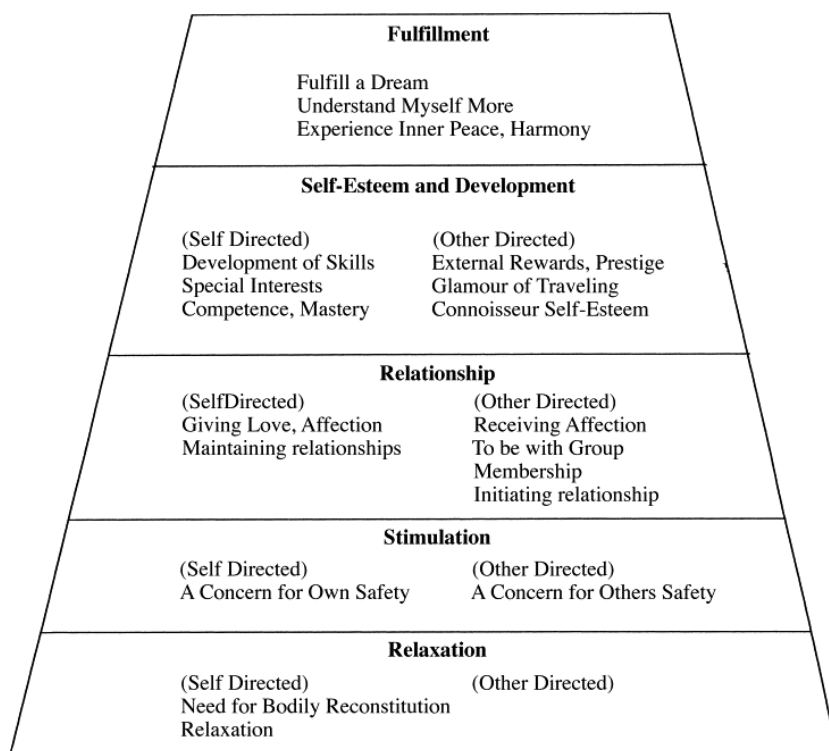 Fulfillment
Fulfill a Dream
Understand Myself More
Experience Inner Peace, Harmony
Self-Esteem and Development
(Self Directed)
Development of Skills
Special Interests
Competence, Mastery
(Other Directed)
External Rewards, Prestige
Glamour of Traveling
Connoisseur Self-Esteem
Relationship
(SelfDirected)
Giving Love, Affection
Maintaining relationships
(Other Directed)
Receiving Affection
To be with Group
Membership
Initiating relationship
Stimulation
(Self Directed)
A Concern for Own Safety
(Other Directed)
A Concern for Others Safety
Relaxation
(Self Directed)
Need for Bodily Reconstitution
Relaxation
(Other Directed)